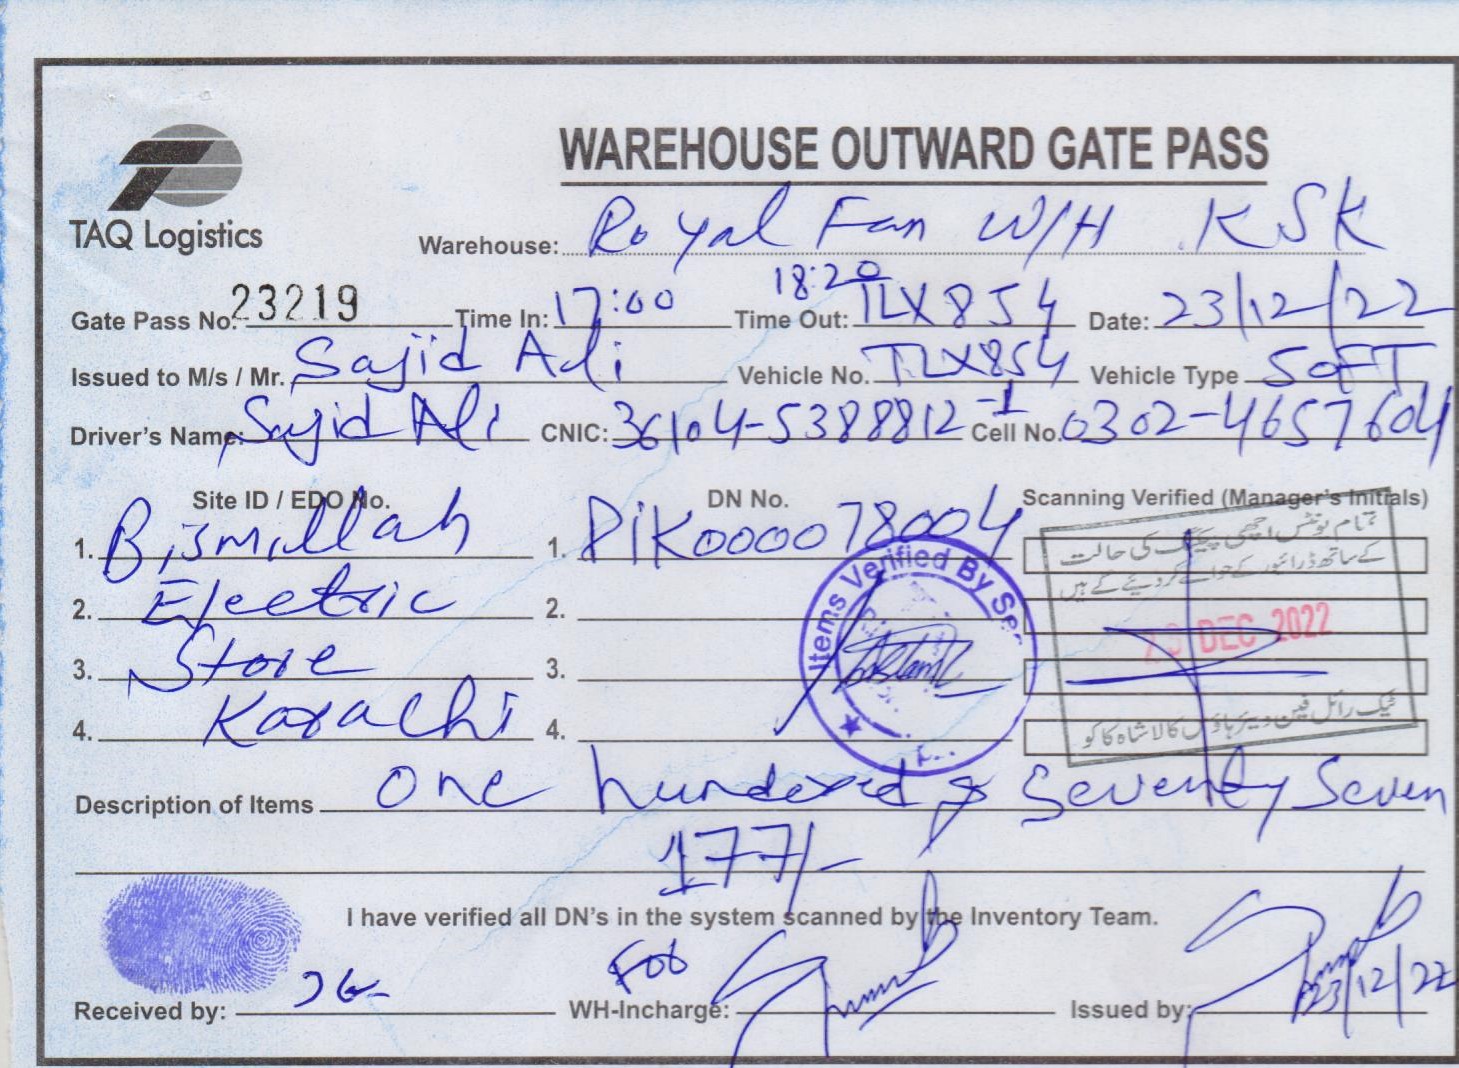 WAREHOUSE OUTWARD GATE PASS
TAQ Logistics
Warehouse: Royal Fan W/H KSK
18:20
Gate Pass No. 23219 Time In: 17:00 Time Out: TLX854 Date: 23/12/22
Issued to M/s / Mr. Sajid Ali Vehicle No. TLX854 Vehicle Type SOFT
Driver's Name: Sajid Ali CNIC: 36104-5388812-1 Cell No. 0302-4657604
Site ID / EDO No. DN No. Scanning Verified (Manager's Initials)
1. Bismillah 1. PIK000078004
تمام یونٹس اچھی پیکنگ کی حالت
کے ساتھ ڈرائیور کے حوالے کر دیئے گئے ہیں
2. Electric 2.
Items Verified By
23 DEC 2022
3. Store 3.
4. Karachi 4.
ٹیک رائل فین ویئر ہاؤس کالا شاہ کاکو
Description of Items One hundered & Seventy Seven
177/-
I have verified all DN's in the system scanned by the Inventory Team.
Received by: WH-Incharge: Issued by:
23/12/22